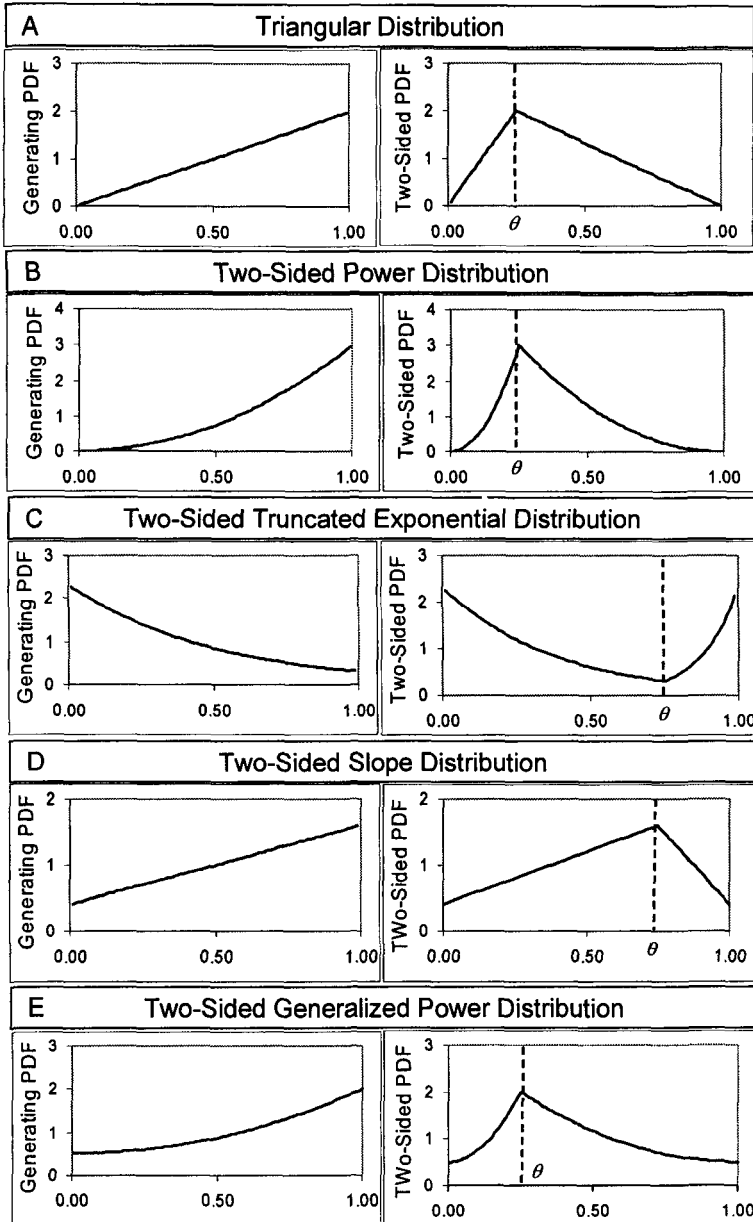 A Triangular Distribution
Generating PDF
3
2
1
0
0.00 0.50 1.00
Two-Sided PDF
3
2
1
0
0.00 θ 0.50 1.00
B Two-Sided Power Distribution
Generating PDF
4
3
2
1
0
0.00 0.50 1.00
Two-Sided PDF
4
3
2
1
0
0.00 θ 0.50 1.00
C Two-Sided Truncated Exponential Distribution
Generating PDF
3
2
1
0
0.00 0.50 1.00
Two-Sided PDF
3
2
1
0
0.00 0.50 θ 1.00
D Two-Sided Slope Distribution
Generating PDF
2
1
0
0.00 0.50 1.00
TWo-Sided PDF
2
1
0
0.00 0.50 θ 1.00
E Two-Sided Generalized Power Distribution
Generating PDF
3
2
1
0
0.00 0.50 1.00
TWo-Sided PDF
3
2
1
0
θ
0.00 0.50 1.00